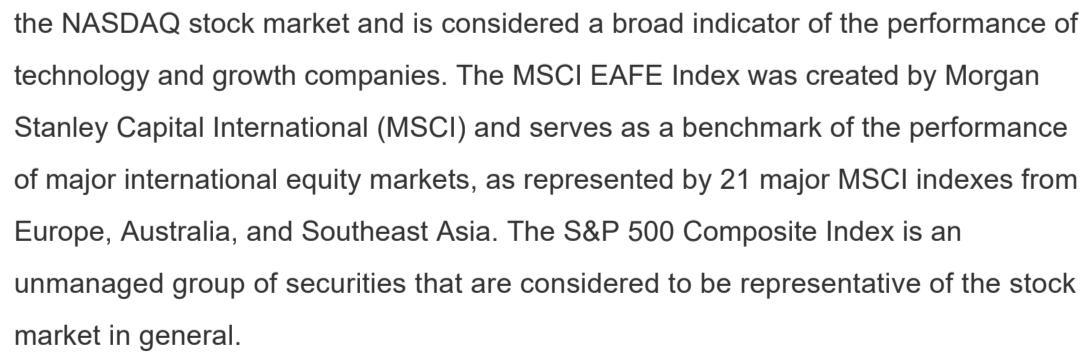 the NASDAQ stock market and is considered a broad indicator of the performance of
technology and growth companies. The MSCI EAFE Index was created by Morgan
Stanley Capital International (MSCI) and serves as a benchmark of the performance
of major international equity markets, as represented by 21 major MSCI indexes from
Europe, Australia, and Southeast Asia. The S&P 500 Composite Index is an
unmanaged group of securities that are considered to be representative of the stock
market in general.